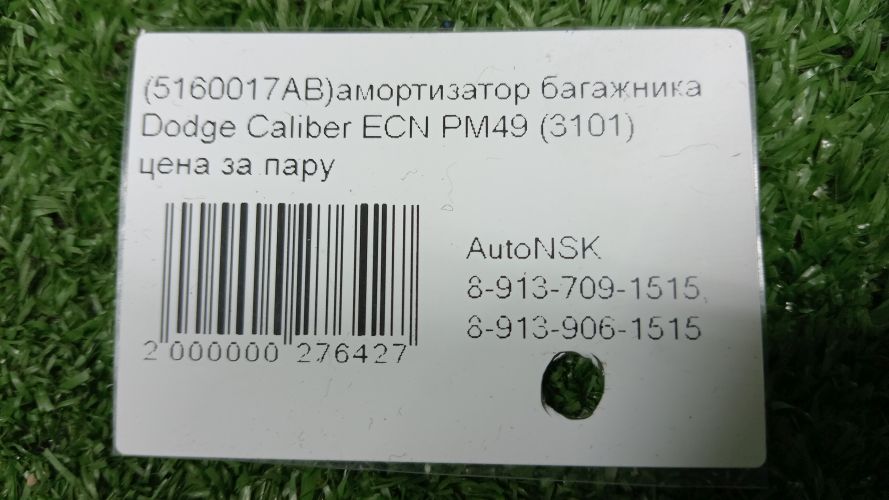 (5160017AB)амортизатор багажника
Dodge Caliber ECN PM49 (3101)
цена за пару
AutoNSK
8-913-709-1515,
8-913-906-1515
2 000000 276427